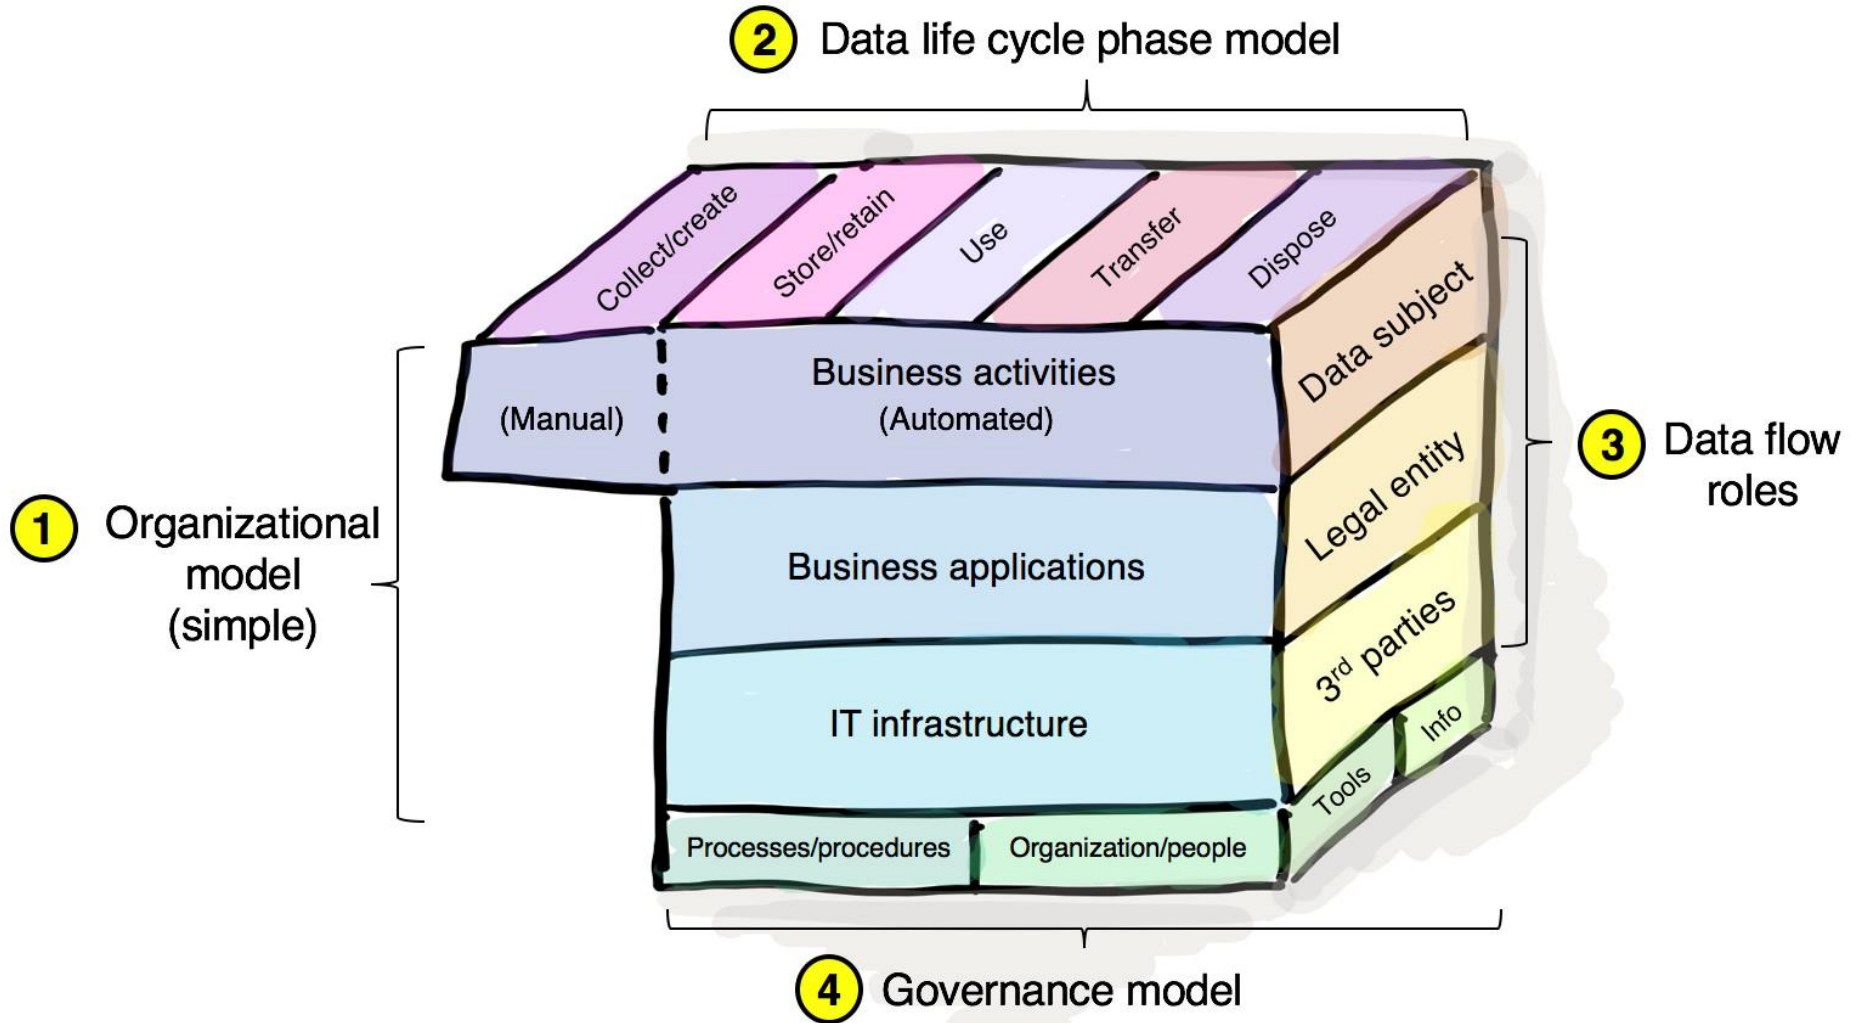 2 Data life cycle phase model
Collect/create
Store/retain
Use
Transfer
Dispose
1 Organizational
model
(simple)
Business activities
(Manual)
(Automated)
Business applications
IT infrastructure
Data subject
Legal entity
3rd parties
3 Data flow
roles
Processes/procedures
Organization/people
Tools
Info
4 Governance model